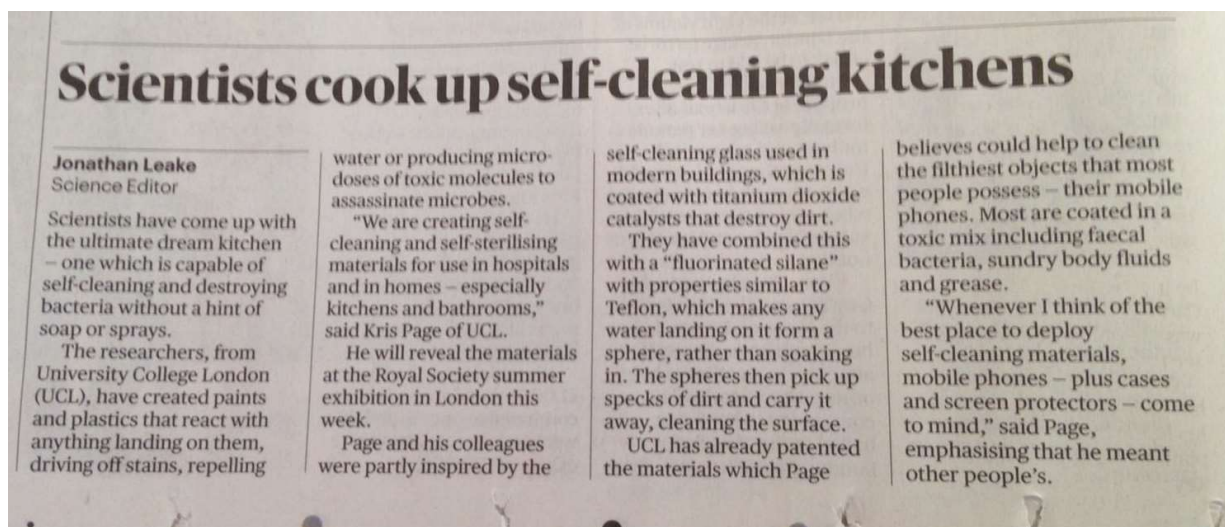 Scientists cook up self-cleaning kitchens
Jonathan Leake
Science Editor
Scientists have come up with
the ultimate dream kitchen
– one which is capable of
self-cleaning and destroying
bacteria without a hint of
soap or sprays.
The researchers, from
University College London
(UCL), have created paints
and plastics that react with
anything landing on them,
driving off stains, repelling
water or producing micro-
doses of toxic molecules to
assassinate microbes.
“We are creating self-
cleaning and self-sterilising
materials for use in hospitals
and in homes – especially
kitchens and bathrooms,”
said Kris Page of UCL.
He will reveal the materials
at the Royal Society summer
exhibition in London this
week.
Page and his colleagues
were partly inspired by the
self-cleaning glass used in
modern buildings, which is
coated with titanium dioxide
catalysts that destroy dirt.
They have combined this
with a “fluorinated silane”
with properties similar to
Teflon, which makes any
water landing on it form a
sphere, rather than soaking
in. The spheres then pick up
specks of dirt and carry it
away, cleaning the surface.
UCL has already patented
the materials which Page
believes could help to clean
the filthiest objects that most
people possess – their mobile
phones. Most are coated in a
toxic mix including faecal
bacteria, sundry body fluids
and grease.
“Whenever I think of the
best place to deploy
self-cleaning materials,
mobile phones – plus cases
and screen protectors – come
to mind,” said Page,
emphasising that he meant
other people’s.